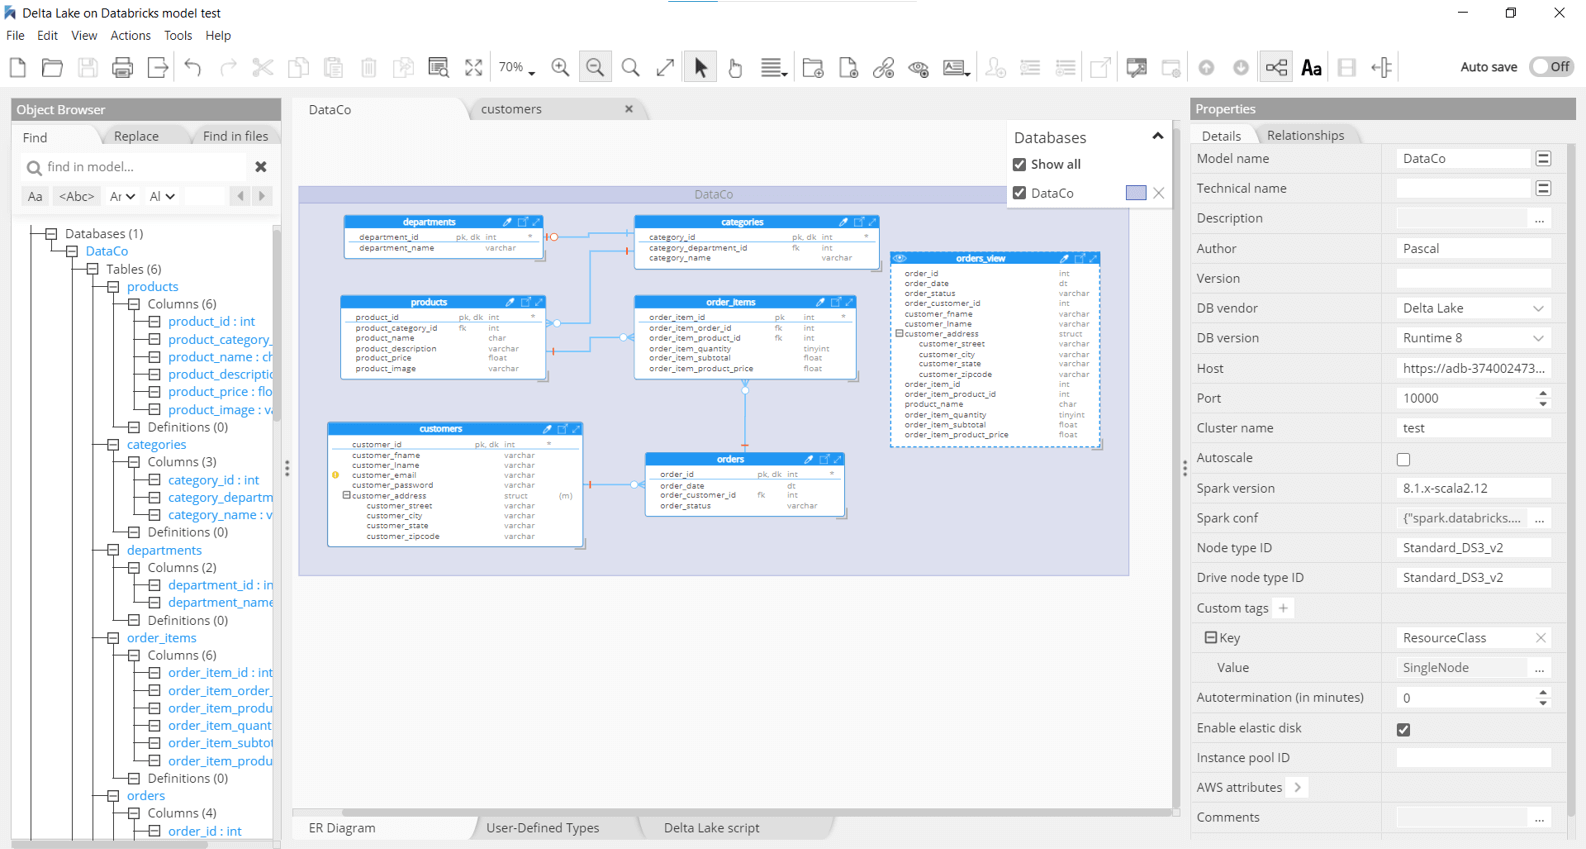 Delta Lake on Databricks model test
File Edit View Actions Tools Help
70% Aa Auto save Off
Object Browser
Find Replace Find in files
find in model...
Aa <Abc> Ar Al
Databases (1)
DataCo
Tables (6)
products
Columns (6)
product_id : int
product_category_
product_name : ch
product_descriptio
product_price : flo
product_image : va
Definitions (0)
categories
Columns (3)
category_id : int
category_departm
category_name : v
Definitions (0)
departments
Columns (2)
department_id : in
department_name
Definitions (0)
order_items
Columns (6)
order_item_id : int
order_item_order_
order_item_produ
order_item_quant
order_item_subtot
order_item_produ
Definitions (0)
orders
Columns (4)
order_id : int
DataCo customers
Databases
Show all
DataCo
DataCo
departments
department_id pk, dk int *
department_name varchar
categories
category_id pk, dk int *
category_department_id fk int
category_name varchar
products
product_id pk, dk int *
product_category_id fk int
product_name char
product_description varchar
product_price float
product_image varchar
order_items
order_item_id pk int *
order_item_order_id fk int
order_item_product_id fk int
order_item_quantity tinyint
order_item_subtotal float
order_item_product_price float
orders_view
order_id int
order_date dt
order_status varchar
order_customer_id int
customer_fname varchar
customer_lname varchar
customer_address struct
customer_street varchar
customer_city varchar
customer_state varchar
customer_zipcode varchar
order_item_id int
order_item_product_id int
product_name char
order_item_quantity tinyint
order_item_subtotal float
order_item_product_price float
customers
customer_id pk, dk int *
customer_fname varchar
customer_lname varchar
customer_email varchar
customer_password varchar
customer_address struct (m)
customer_street varchar
customer_city varchar
customer_state varchar
customer_zipcode varchar
orders
order_id pk, dk int *
order_date dt
order_customer_id fk int
order_status varchar
ER Diagram User-Defined Types Delta Lake script
Properties
Details Relationships
Model name DataCo
Technical name
Description ...
Author Pascal
Version
DB vendor Delta Lake
DB version Runtime 8
Host https://adb-374002473...
Port 10000
Cluster name test
Autoscale
Spark version 8.1.x-scala2.12
Spark conf {"spark.databricks.... ...
Node type ID Standard_DS3_v2
Drive node type ID Standard_DS3_v2
Custom tags +
Key ResourceClass
Value SingleNode ...
Autotermination (in minutes) 0
Enable elastic disk
Instance pool ID
AWS attributes
Comments ...